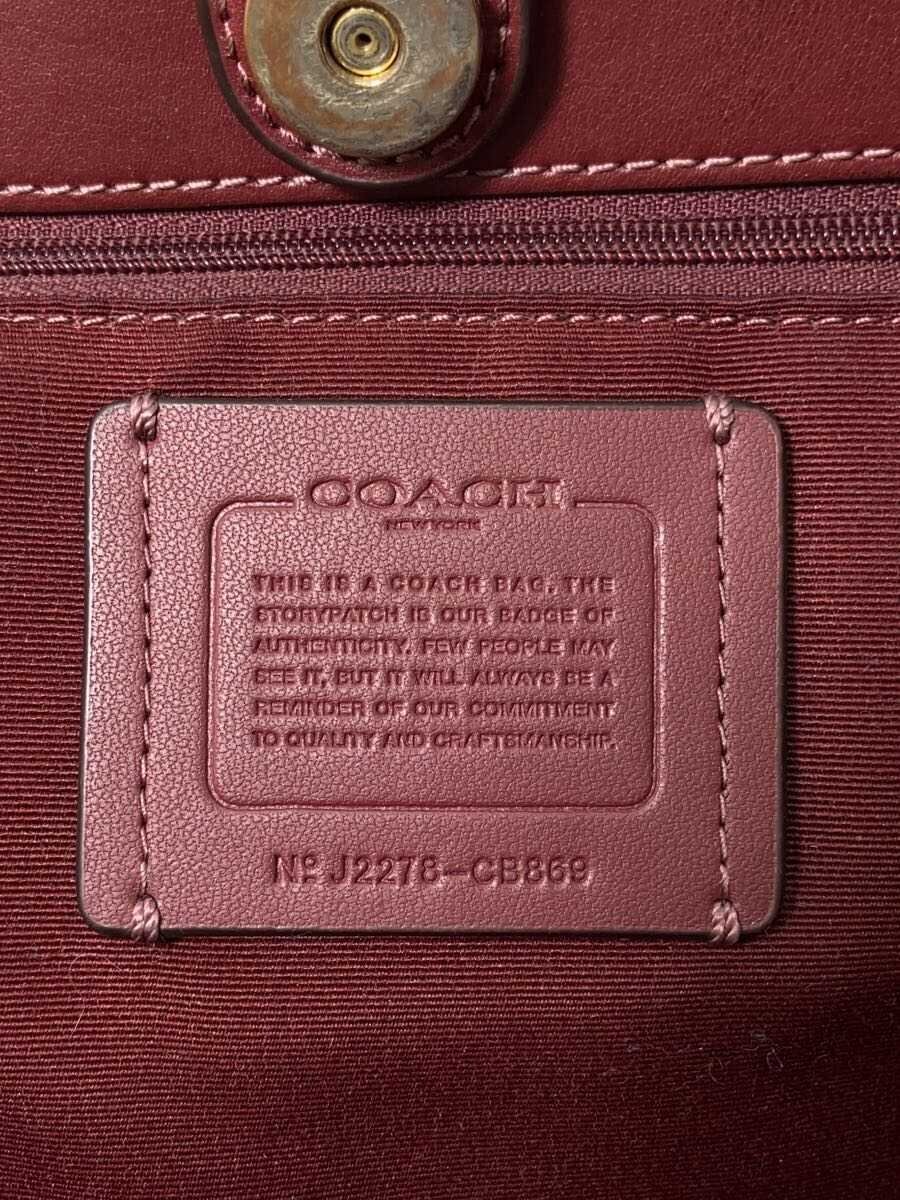 COACH
NEW YORK
THIS IS A COACH BAG. THE
STORYPATCH IS OUR BADGE OF
AUTHENTICITY. FEW PEOPLE MAY
SEE IT, BUT IT WILL ALWAYS BE A
REMINDER OF OUR COMMITMENT
TO QUALITY AND CRAFTSMANSHIP.
Nº J2278-CB869